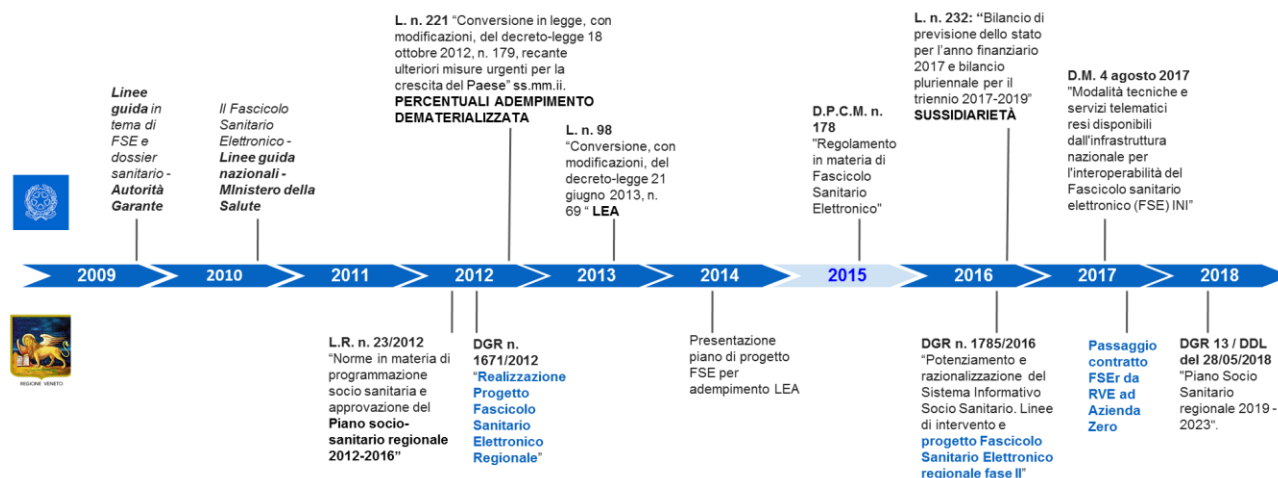 Linee
guida in
tema di
FSE e
dossier
sanitario -
Autorità
Garante
Il Fascicolo
Sanitario
Elettronico -
Linee guida
nazionali -
MInistero della
Salute
L. n. 221 “Conversione in legge, con
modificazioni, del decreto-legge 18
ottobre 2012, n. 179, recante
ulteriori misure urgenti per la
crescita del Paese” ss.mm.ii.
PERCENTUALI ADEMPIMENTO
DEMATERIALIZZATA
L. n. 98
“Conversione, con
modificazioni, del
decreto-legge 21
giugno 2013, n.
69 “ LEA
D.P.C.M. n.
178
"Regolamento
in materia di
Fascicolo
Sanitario
Elettronico"
L. n. 232: “Bilancio di
previsione dello stato
per l’anno finanziario
2017 e bilancio
pluriennale per il
triennio 2017-2019”
SUSSIDIARIETÀ
D.M. 4 agosto 2017
"Modalità tecniche e
servizi telematici
resi disponibili
dall'infrastruttura
nazionale per
l'interoperabilità del
Fascicolo sanitario
elettronico (FSE) INI”
2009
2010
2011
2012
2013
2014
2015
2016
2017
2018
REGIONE VENETO
L.R. n. 23/2012
“Norme in materia di
programmazione
socio sanitaria e
approvazione del
Piano socio-
sanitario regionale
2012-2016”
DGR n.
1671/2012
“Realizzazione
Progetto
Fascicolo
Sanitario
Elettronico
Regionale”
Presentazione
piano di progetto
FSE per
adempimento LEA
DGR n. 1785/2016
“Potenziamento e
razionalizzazione del
Sistema Informativo
Socio Sanitario. Linee
di intervento e
progetto Fascicolo
Sanitario Elettronico
regionale fase II”
Passaggio
contratto
FSEr da
RVE ad
Azienda
Zero
DGR 13 / DDL
del 28/05/2018
"Piano Socio
Sanitario
regionale 2019 -
2023“.